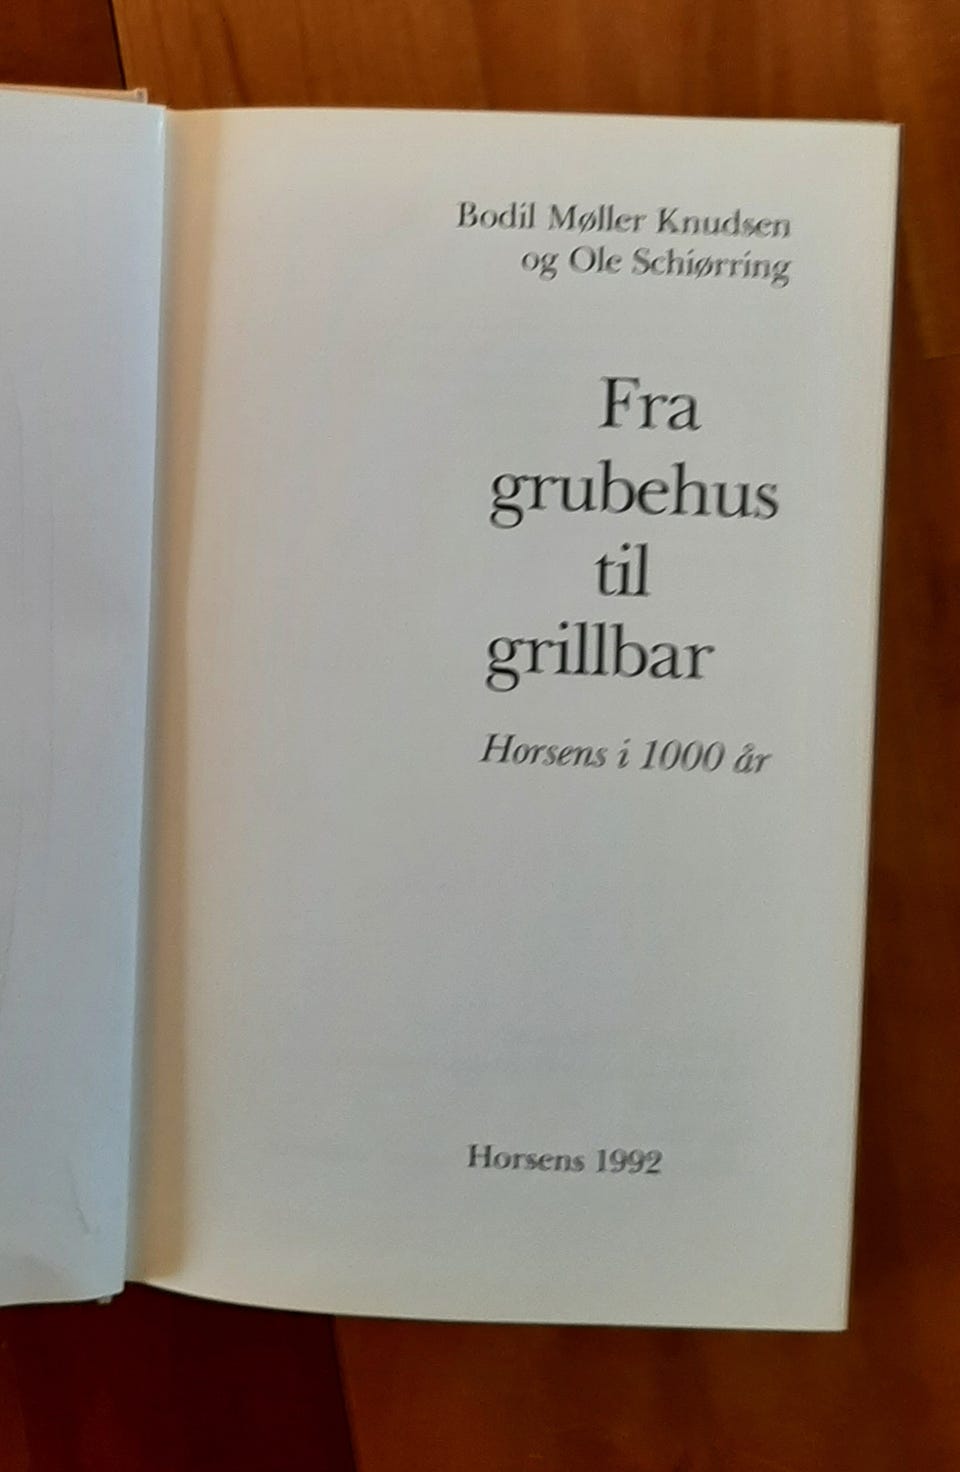 Bodil Møller Knudsen
og Ole Schiørring
Fra
grubehus
til
grillbar
Horsens i 1000 år
Horsens 1992